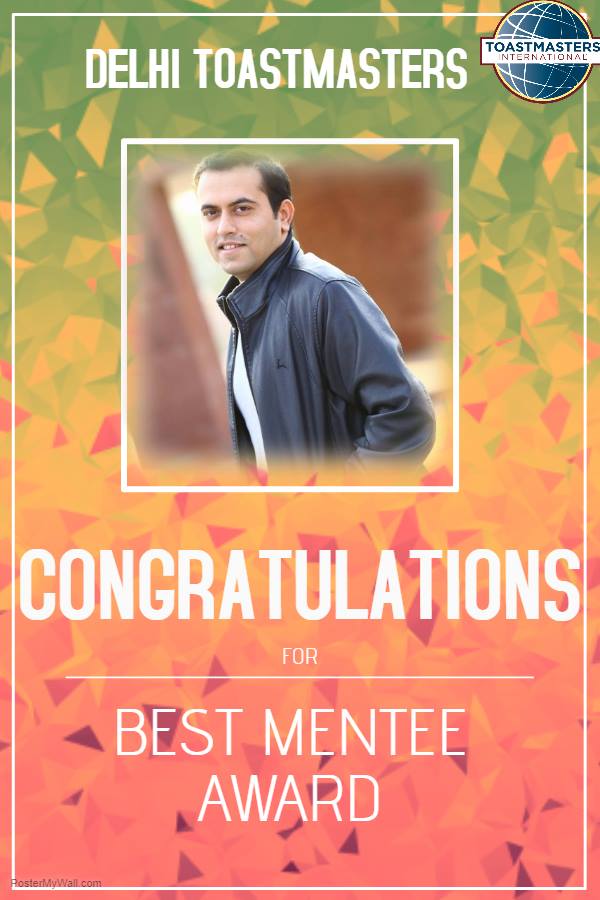 DELHI TOASTMASTERS
TOASTMASTERS
INTERNATIONAL
CONGRATULATIONS
FOR
BEST MENTEE
AWARD
PosterMyWall.com